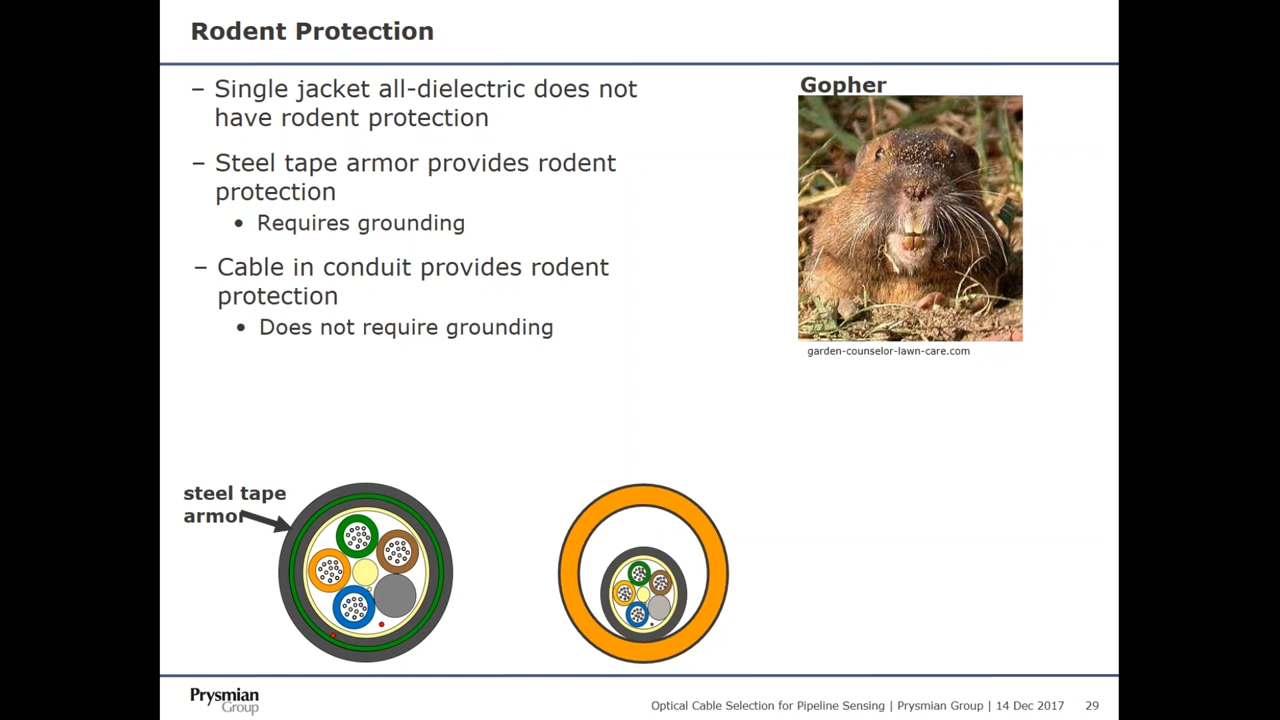 Rodent Protection
– Single jacket all-dielectric does not
have rodent protection
– Steel tape armor provides rodent
protection
• Requires grounding
– Cable in conduit provides rodent
protection
• Does not require grounding
Gopher
garden-counselor-lawn-care.com
steel tape
armor
Prysmian
Group
Optical Cable Selection for Pipeline Sensing | Prysmian Group | 14 Dec 2017 29